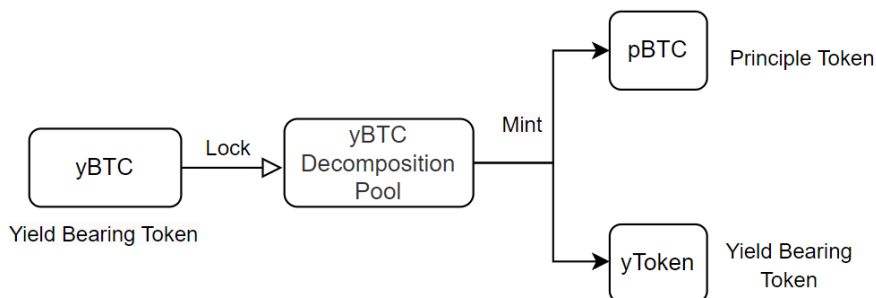 yBTC
Yield Bearing Token
Lock
yBTC
Decomposition
Pool
Mint
pBTC
Principle Token
yToken
Yield Bearing
Token